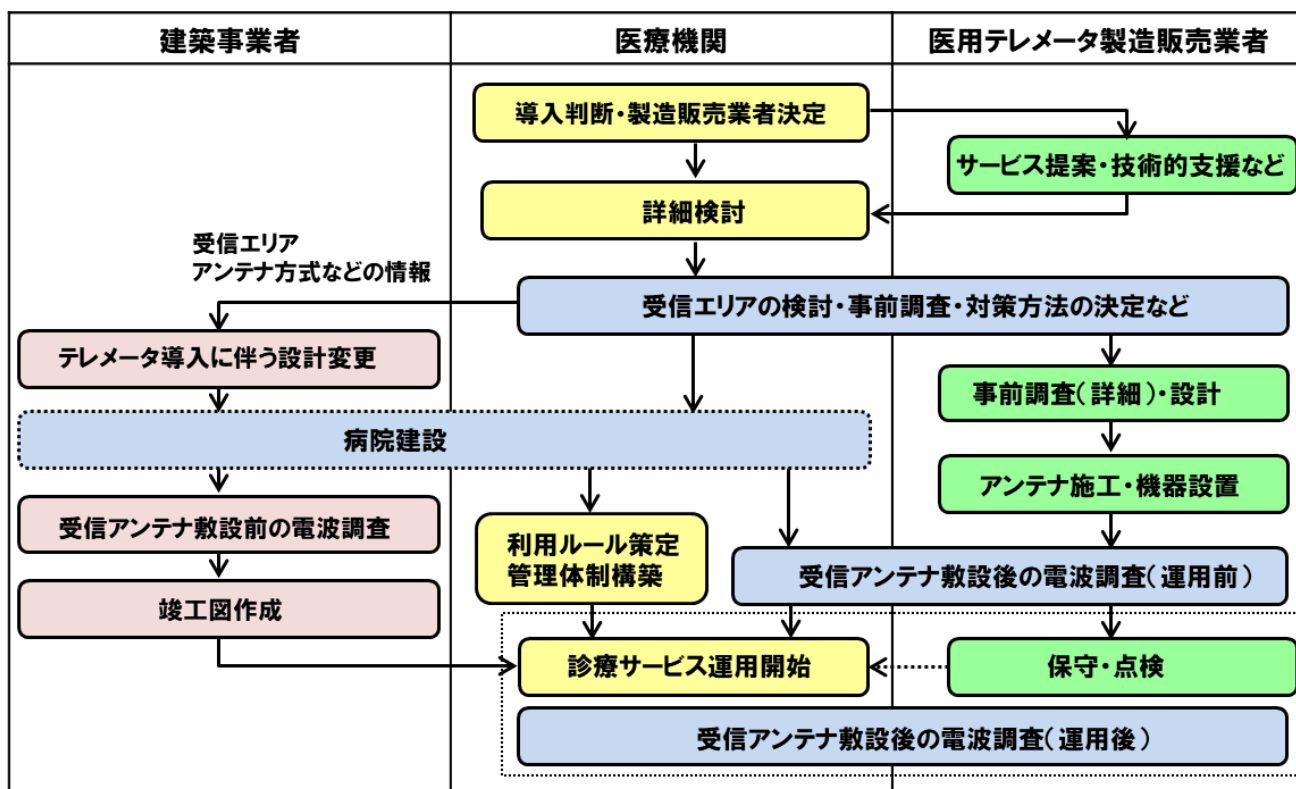 建築事業者
医療機関
医用テレメータ製造販売業者
導入判断・製造販売業者決定
サービス提案・技術的支援など
詳細検討
受信エリア
アンテナ方式などの情報
受信エリアの検討・事前調査・対策方法の決定など
テレメータ導入に伴う設計変更
事前調査(詳細)・設計
病院建設
アンテナ施工・機器設置
受信アンテナ敷設前の電波調査
利用ルール策定
管理体制構築
受信アンテナ敷設後の電波調査(運用前)
竣工図作成
診療サービス運用開始
保守・点検
受信アンテナ敷設後の電波調査(運用後)